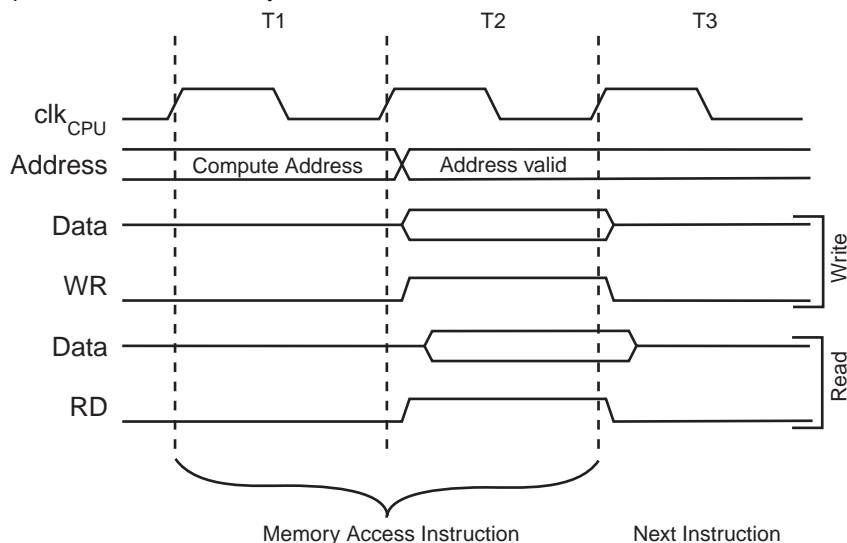 T1 T2 T3
clkCPU
Address Compute Address Address valid
Data
WR
Write
Data
RD
Read
Memory Access Instruction Next Instruction